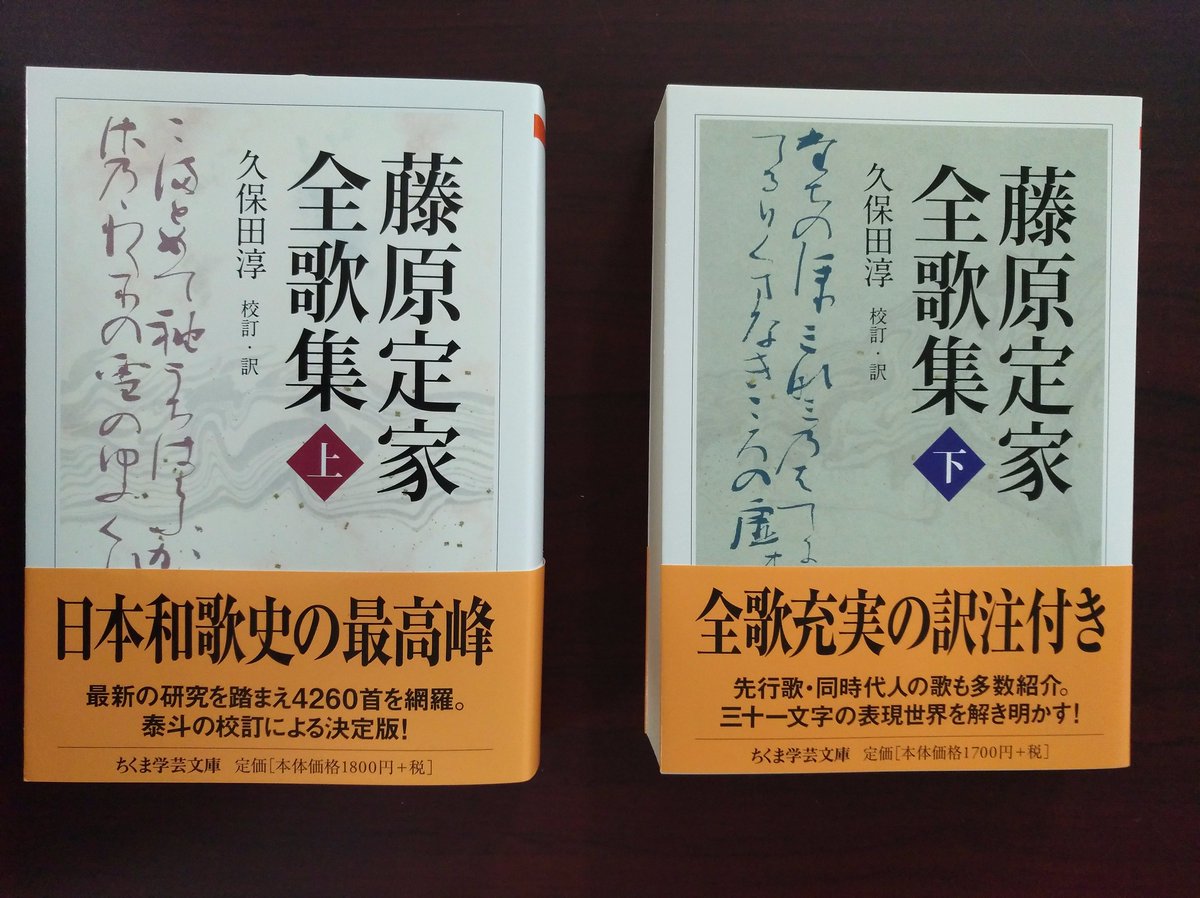 藤原定家
全歌集
上
久保田淳 校訂・訳
日本和歌史の最高峰
最新の研究を踏まえ4260首を網羅。
泰斗の校訂による決定版!
ちくま学芸文庫 定価[本体価格1800円+税]
藤原定家
全歌集
下
久保田淳 校訂・訳
全歌充実の訳注付き
先行歌・同時代人の歌も多数紹介。
三十一文字の表現世界を解き明かす!
ちくま学芸文庫 定価[本体価格1700円+税]